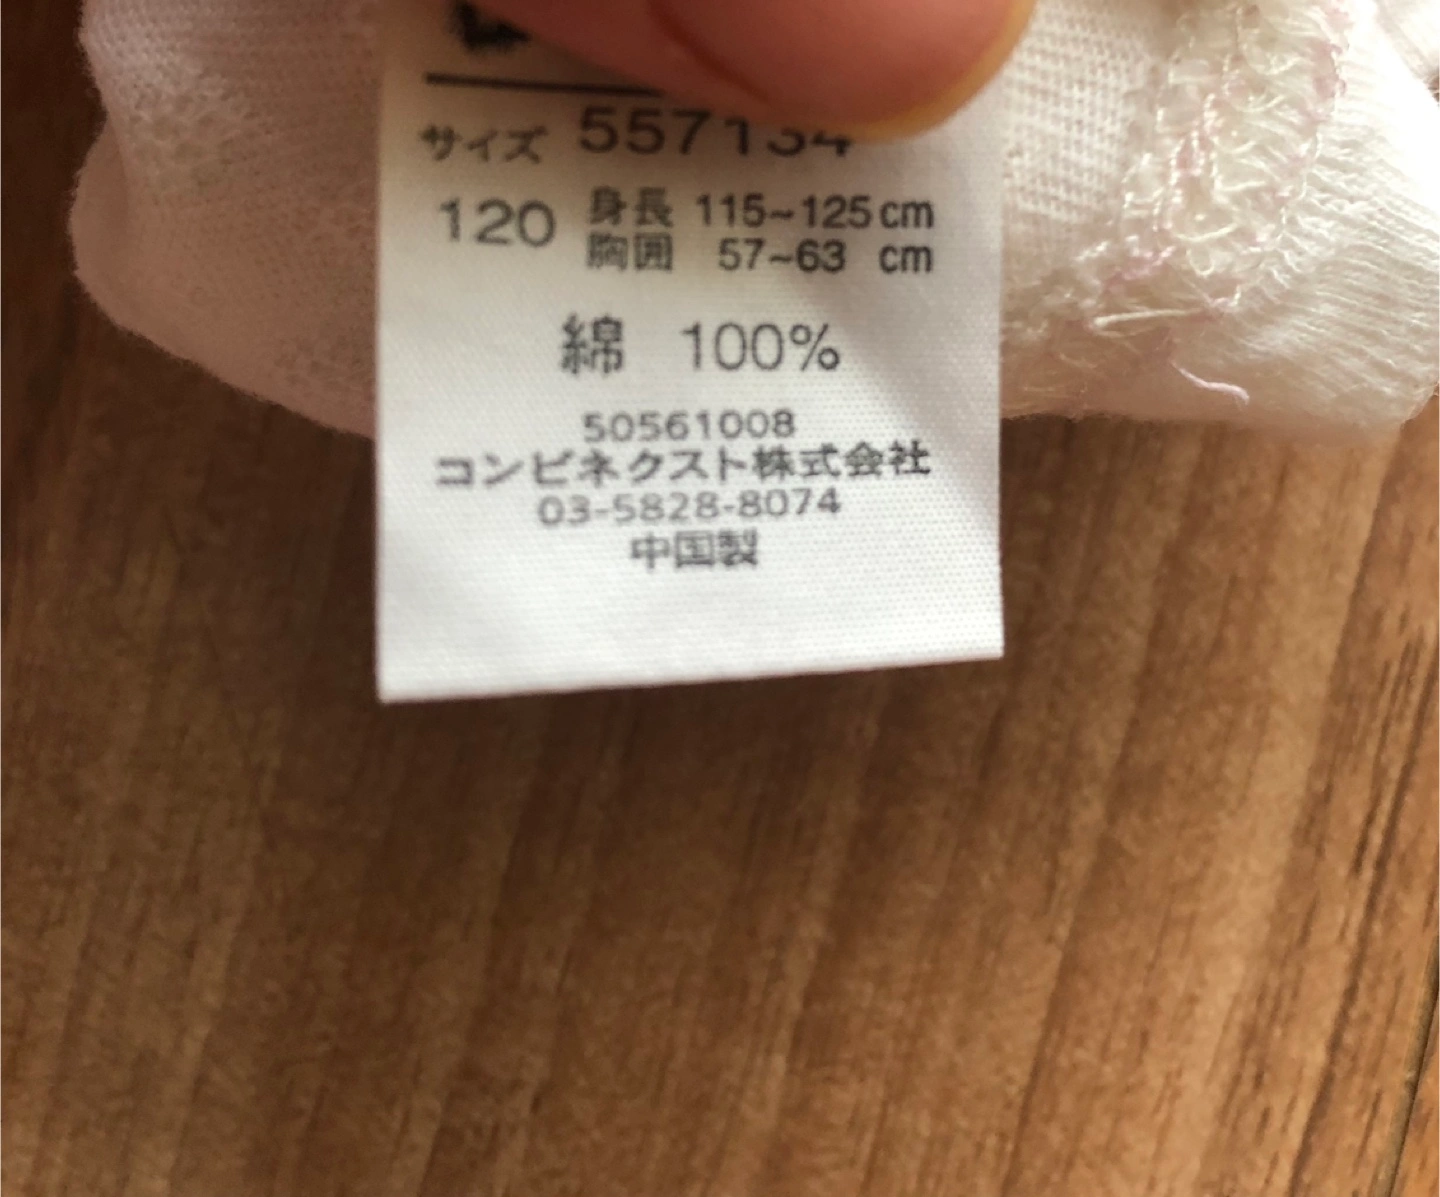 サイズ 557134
120 身長 115~125cm
胸囲 57~63 cm
綿 100%
50561008
コンビネクスト株式会社
03-5828-8074
中国製